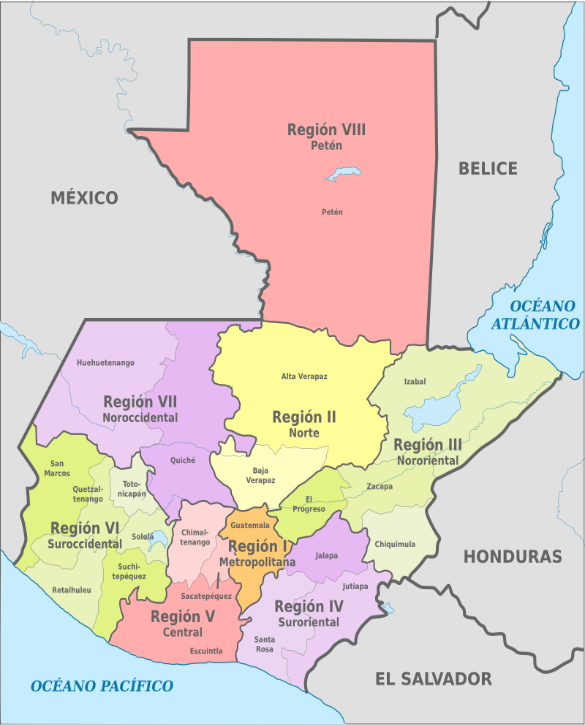 Región VIII
Petén
BELICE
MÉXICO
Petén
OCÉANO
ATLÁNTICO
Huehuetenango
Alta Verapaz
Izabal
Región VII
Noroccidental
Región II
Norte
Región III
Nororiental
San
Marcos
Quiché
Baja
Verapaz
Toto-
nicapán
Quetzal-
tenango
Zacapa
El
Progreso
Región VI
Suroccidental
Sololá
Chimal-
tenango
Guatemala
Región I
Metropolitana
Chiquimula
Jalapa
HONDURAS
Suchi-
tepéquez
Retalhuleu
Jutiapa
Sacatepéquez
Región IV
Suroriental
Región V
Central
Santa
Rosa
Escuintla
EL SALVADOR
OCÉANO PACÍFICO